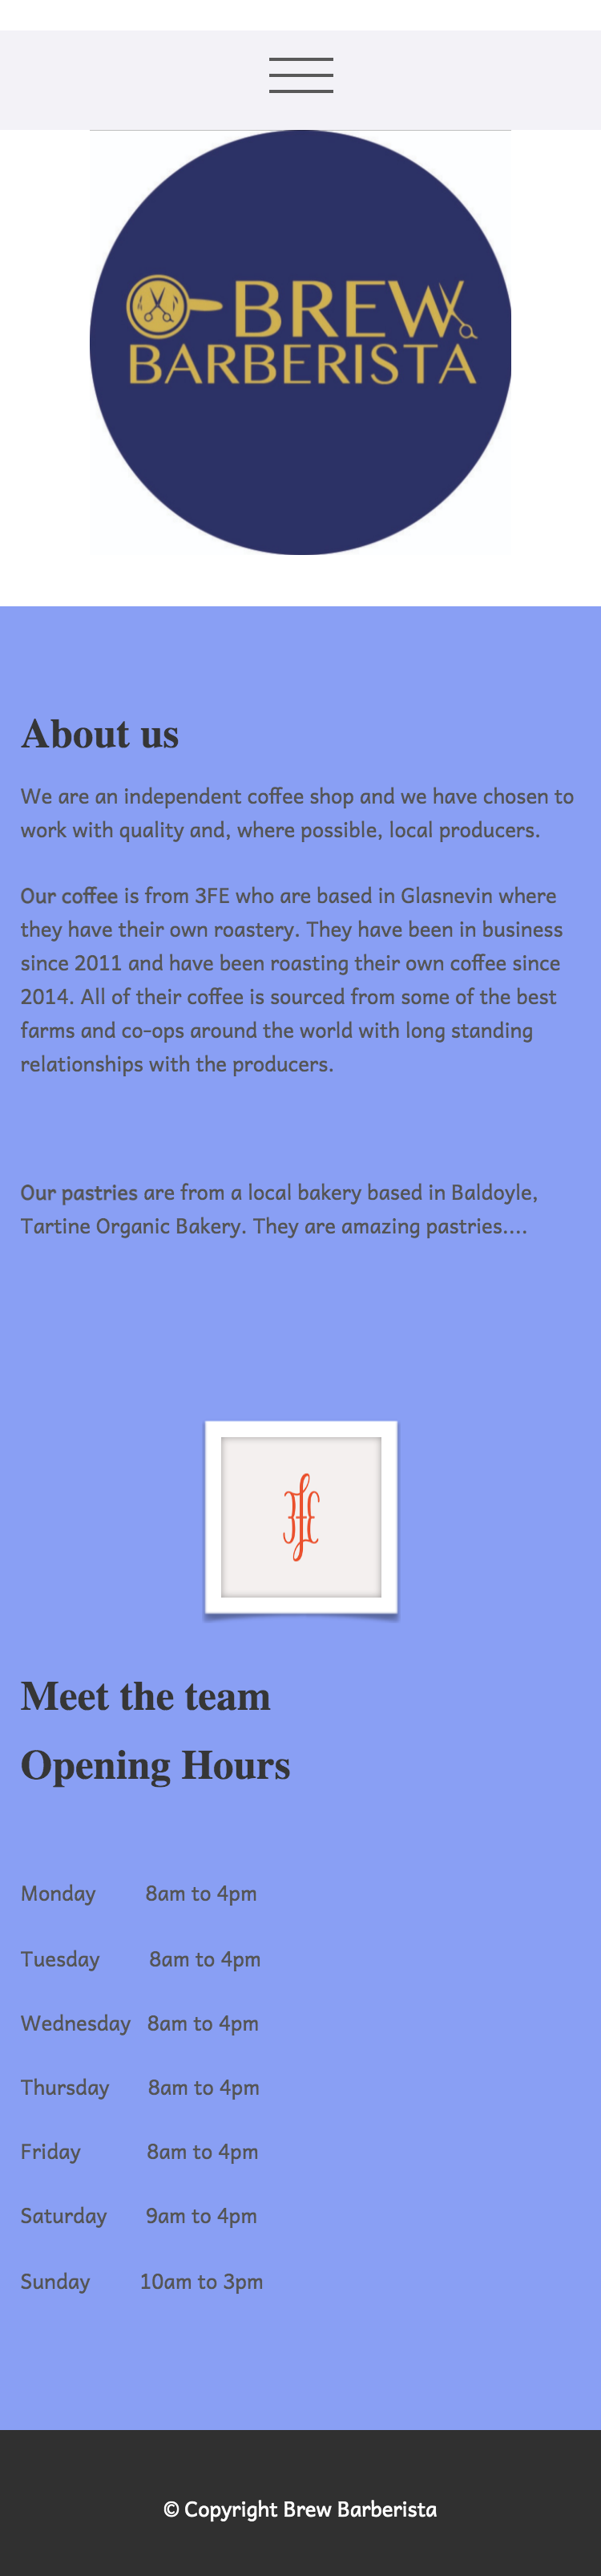 BREW
BARBERISTA
About us
We are an independent coffee shop and we have chosen to
work with quality and, where possible, local producers.
Our coffee is from 3FE who are based in Glasnevin where
they have their own roastery. They have been in business
since 2011 and have been roasting their own coffee since
2014. All of their coffee is sourced from some of the best
farms and co-ops around the world with long standing
relationships with the producers.
Our pastries are from a local bakery based in Baldoyle,
Tartine Organic Bakery. They are amazing pastries....
3FE
Meet the team
Opening Hours
Monday 8am to 4pm
Tuesday 8am to 4pm
Wednesday 8am to 4pm
Thursday 8am to 4pm
Friday 8am to 4pm
Saturday 9am to 4pm
Sunday 10am to 3pm
© Copyright Brew Barberista